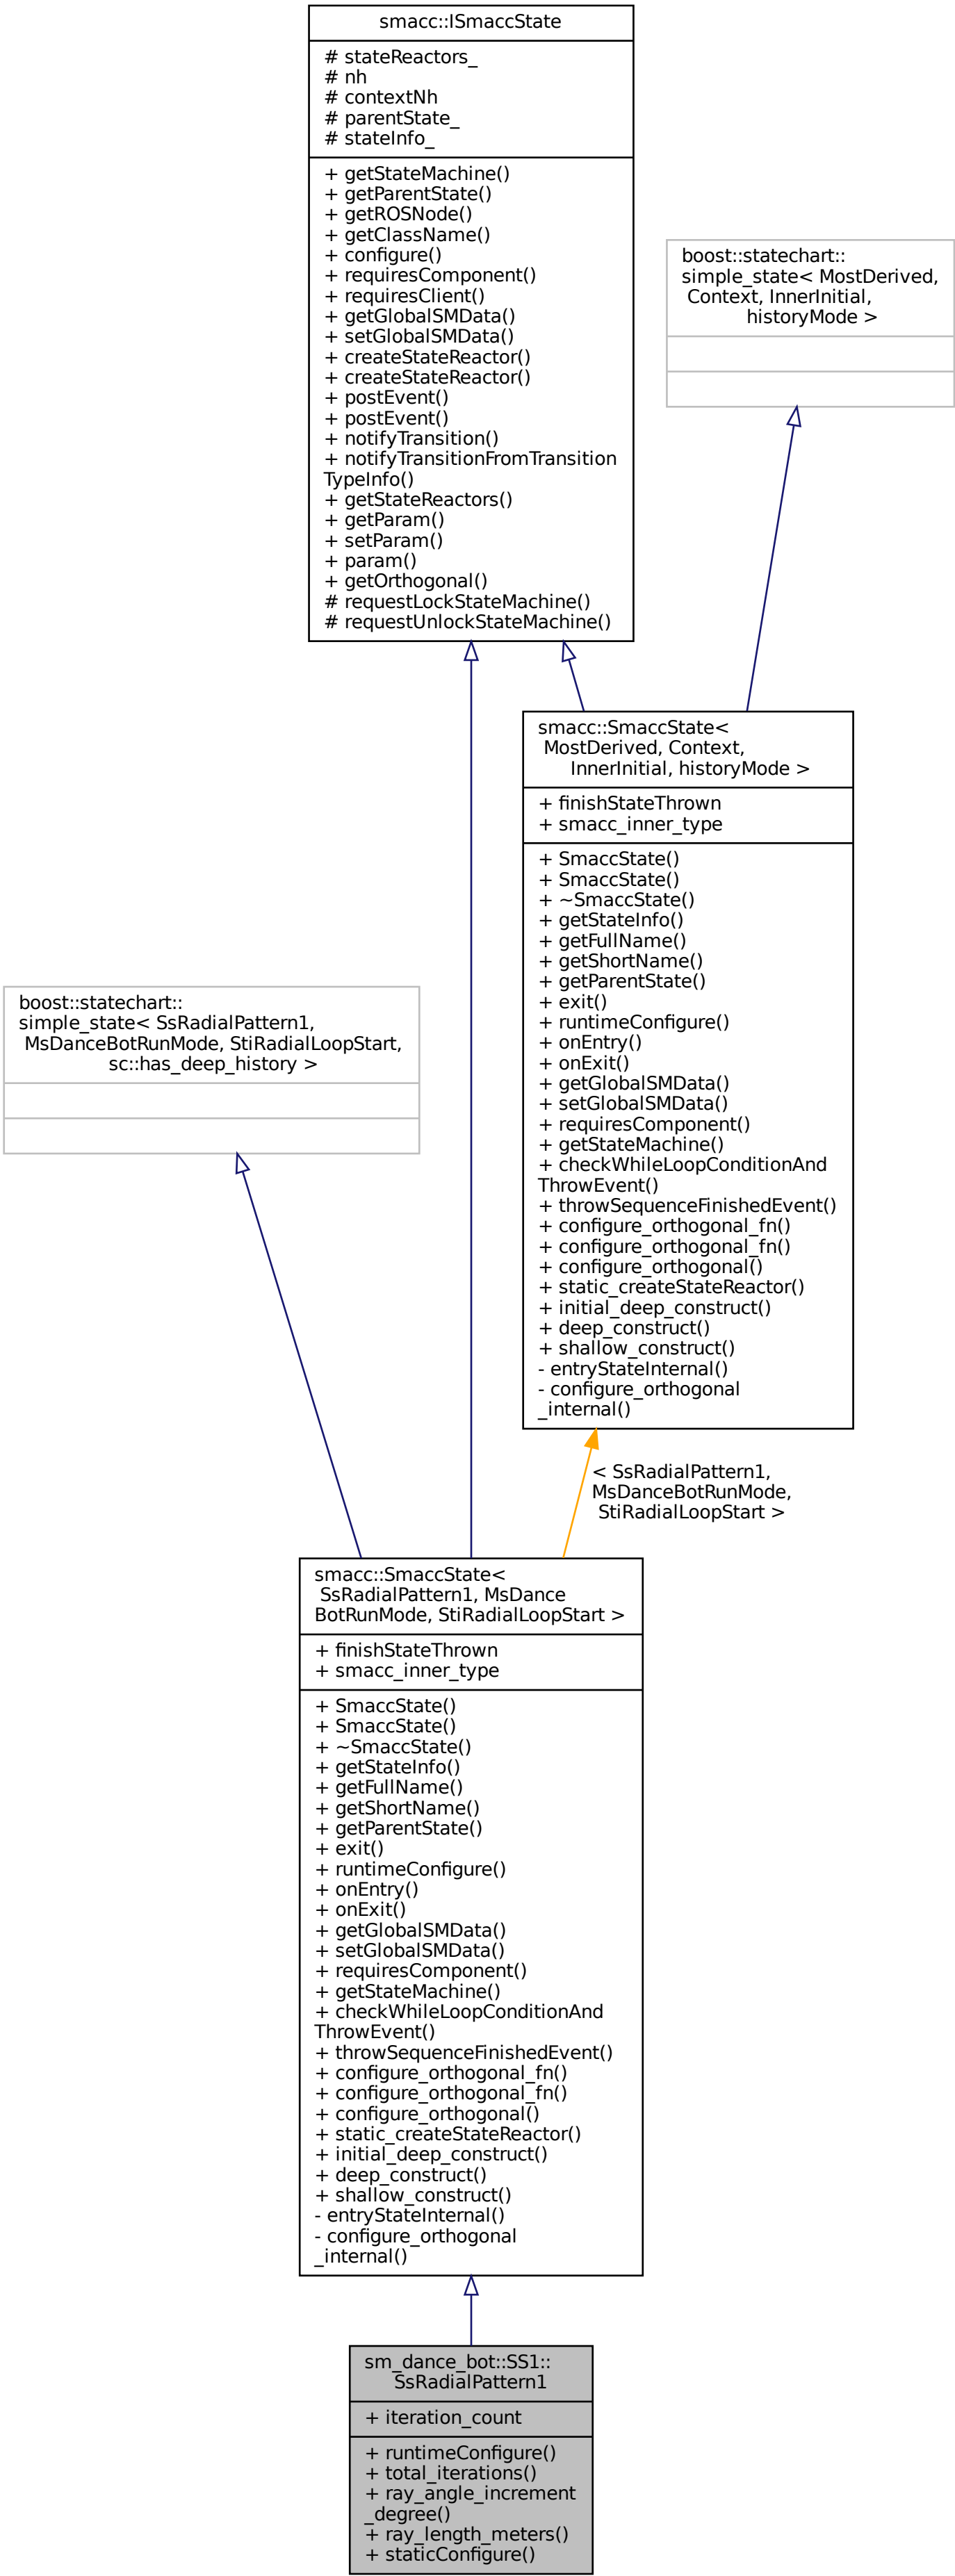 smacc::ISmaccState
# stateReactors_
# nh
# contextNh
# parentState_
# stateInfo_
+ getStateMachine()
+ getParentState()
+ getROSNode()
+ getClassName()
+ configure()
+ requiresComponent()
+ requiresClient()
+ getGlobalSMData()
+ setGlobalSMData()
+ createStateReactor()
+ createStateReactor()
+ postEvent()
+ postEvent()
+ notifyTransition()
+ notifyTransitionFromTransition
TypeInfo()
+ getStateReactors()
+ getParam()
+ setParam()
+ param()
+ getOrthogonal()
# requestLockStateMachine()
# requestUnlockStateMachine()
boost::statechart::
simple_state< MostDerived,
Context, InnerInitial,
historyMode >
smacc::SmaccState<
MostDerived, Context,
InnerInitial, historyMode >
+ finishStateThrown
+ smacc_inner_type
+ SmaccState()
+ SmaccState()
+ ~SmaccState()
+ getStateInfo()
+ getFullName()
+ getShortName()
+ getParentState()
+ exit()
+ runtimeConfigure()
+ onEntry()
+ onExit()
+ getGlobalSMData()
+ setGlobalSMData()
+ requiresComponent()
+ getStateMachine()
+ checkWhileLoopConditionAnd
ThrowEvent()
+ throwSequenceFinishedEvent()
+ configure_orthogonal_fn()
+ configure_orthogonal_fn()
+ configure_orthogonal()
+ static_createStateReactor()
+ initial_deep_construct()
+ deep_construct()
+ shallow_construct()
- entryStateInternal()
- configure_orthogonal
_internal()
boost::statechart::
simple_state< SsRadialPattern1,
MsDanceBotRunMode, StiRadialLoopStart,
sc::has_deep_history >
< SsRadialPattern1,
MsDanceBotRunMode,
StiRadialLoopStart >
smacc::SmaccState<
SsRadialPattern1, MsDance
BotRunMode, StiRadialLoopStart >
+ finishStateThrown
+ smacc_inner_type
+ SmaccState()
+ SmaccState()
+ ~SmaccState()
+ getStateInfo()
+ getFullName()
+ getShortName()
+ getParentState()
+ exit()
+ runtimeConfigure()
+ onEntry()
+ onExit()
+ getGlobalSMData()
+ setGlobalSMData()
+ requiresComponent()
+ getStateMachine()
+ checkWhileLoopConditionAnd
ThrowEvent()
+ throwSequenceFinishedEvent()
+ configure_orthogonal_fn()
+ configure_orthogonal_fn()
+ configure_orthogonal()
+ static_createStateReactor()
+ initial_deep_construct()
+ deep_construct()
+ shallow_construct()
- entryStateInternal()
- configure_orthogonal
_internal()
sm_dance_bot::SS1::
SsRadialPattern1
+ iteration_count
+ runtimeConfigure()
+ total_iterations()
+ ray_angle_increment
_degree()
+ ray_length_meters()
+ staticConfigure()